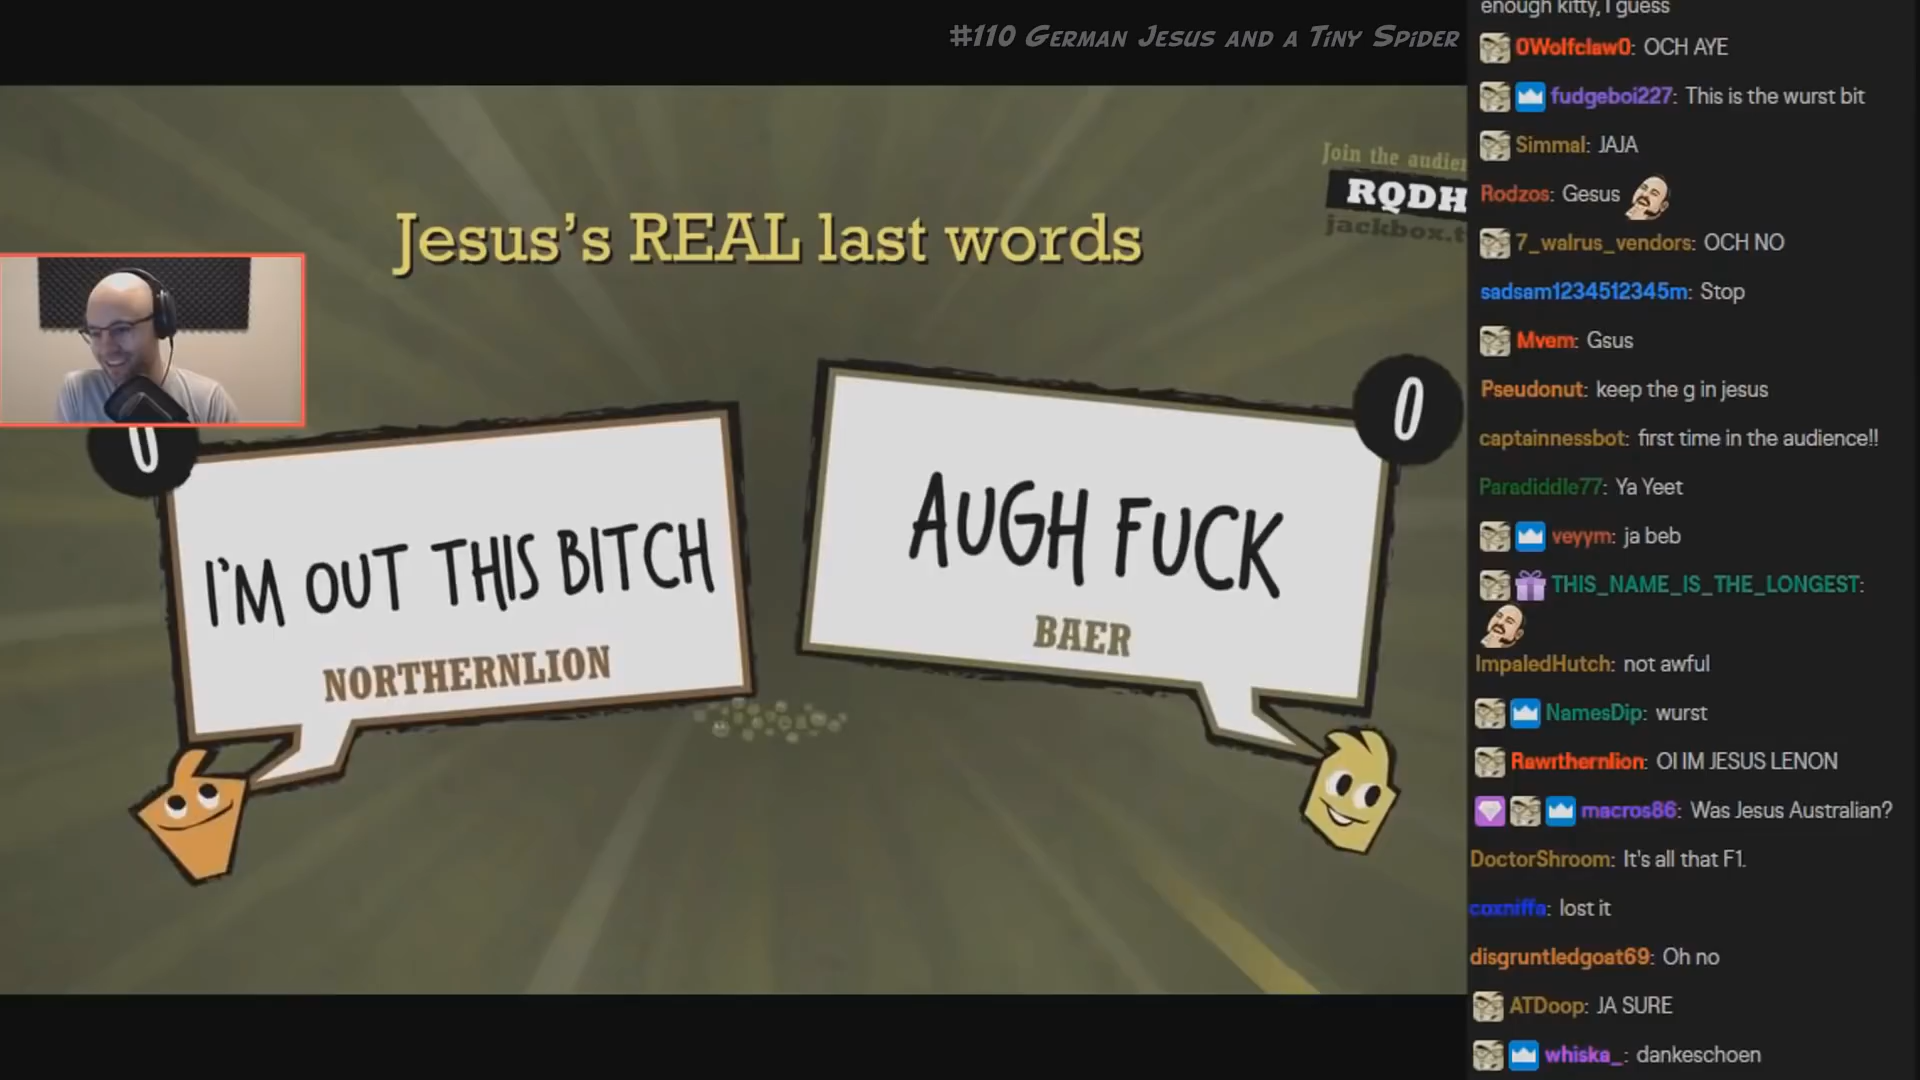 #110 German Jesus and a Tiny Spider
Join the audien
RQDH
jackbox.t
Jesus's REAL last words
0
I'M OUT THIS BITCH
NORTHERNLION
0
AUGH FUCK
BAER
enough kitty, I guess
0Wolfclaw0: OCH AYE
fudgeboi227: This is the wurst bit
Simmal: JAJA
Rodzos: Gesus
7_walrus_vendors: OCH NO
sadsam1234512345m: Stop
Mvem: Gsus
Pseudonut: keep the g in jesus
captainnessbot: first time in the audience!!
Paradiddle77: Ya Yeet
veyym: ja beb
THIS_NAME_IS_THE_LONGEST:
ImpaledHutch: not awful
NamesDip: wurst
Rawrthernlion: OI IM JESUS LENON
macros86: Was Jesus Australian?
DoctorShroom: It's all that F1.
coxniffa: lost it
disgruntledgoat69: Oh no
ATDoop: JA SURE
whiska_: dankeschoen